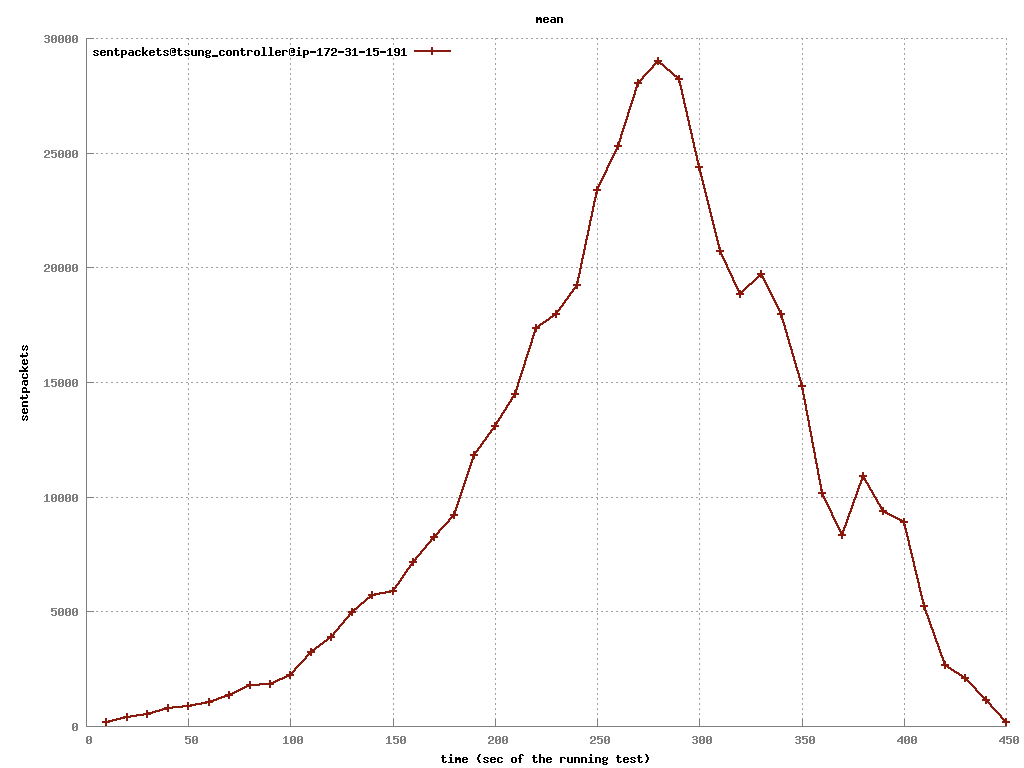 mean
sentpackets@tsung_controller@ip-172-31-15-191
30000
25000
20000
15000
10000
5000
0
sentpackets
0 50 100 150 200 250 300 350 400 450
time (sec of the running test)